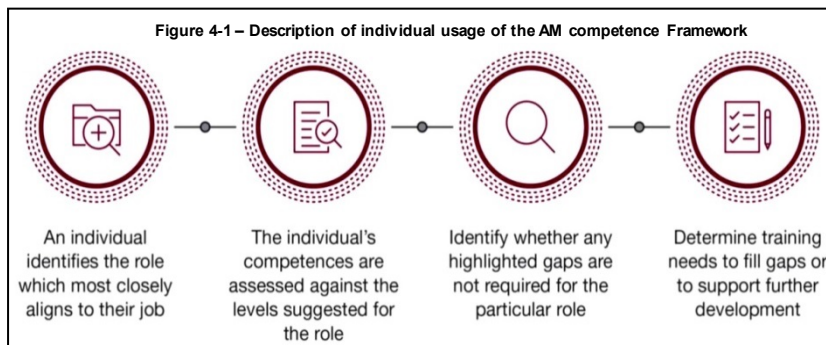 Figure 4-1 – Description of individual usage of the AM competence Framework
An individual
identifies the role
which most closely
aligns to their job
The individual's
competences are
assessed against the
levels suggested for
the role
Identify whether any
highlighted gaps are
not required for the
particular role
Determine training
needs to fill gaps or
to support further
development